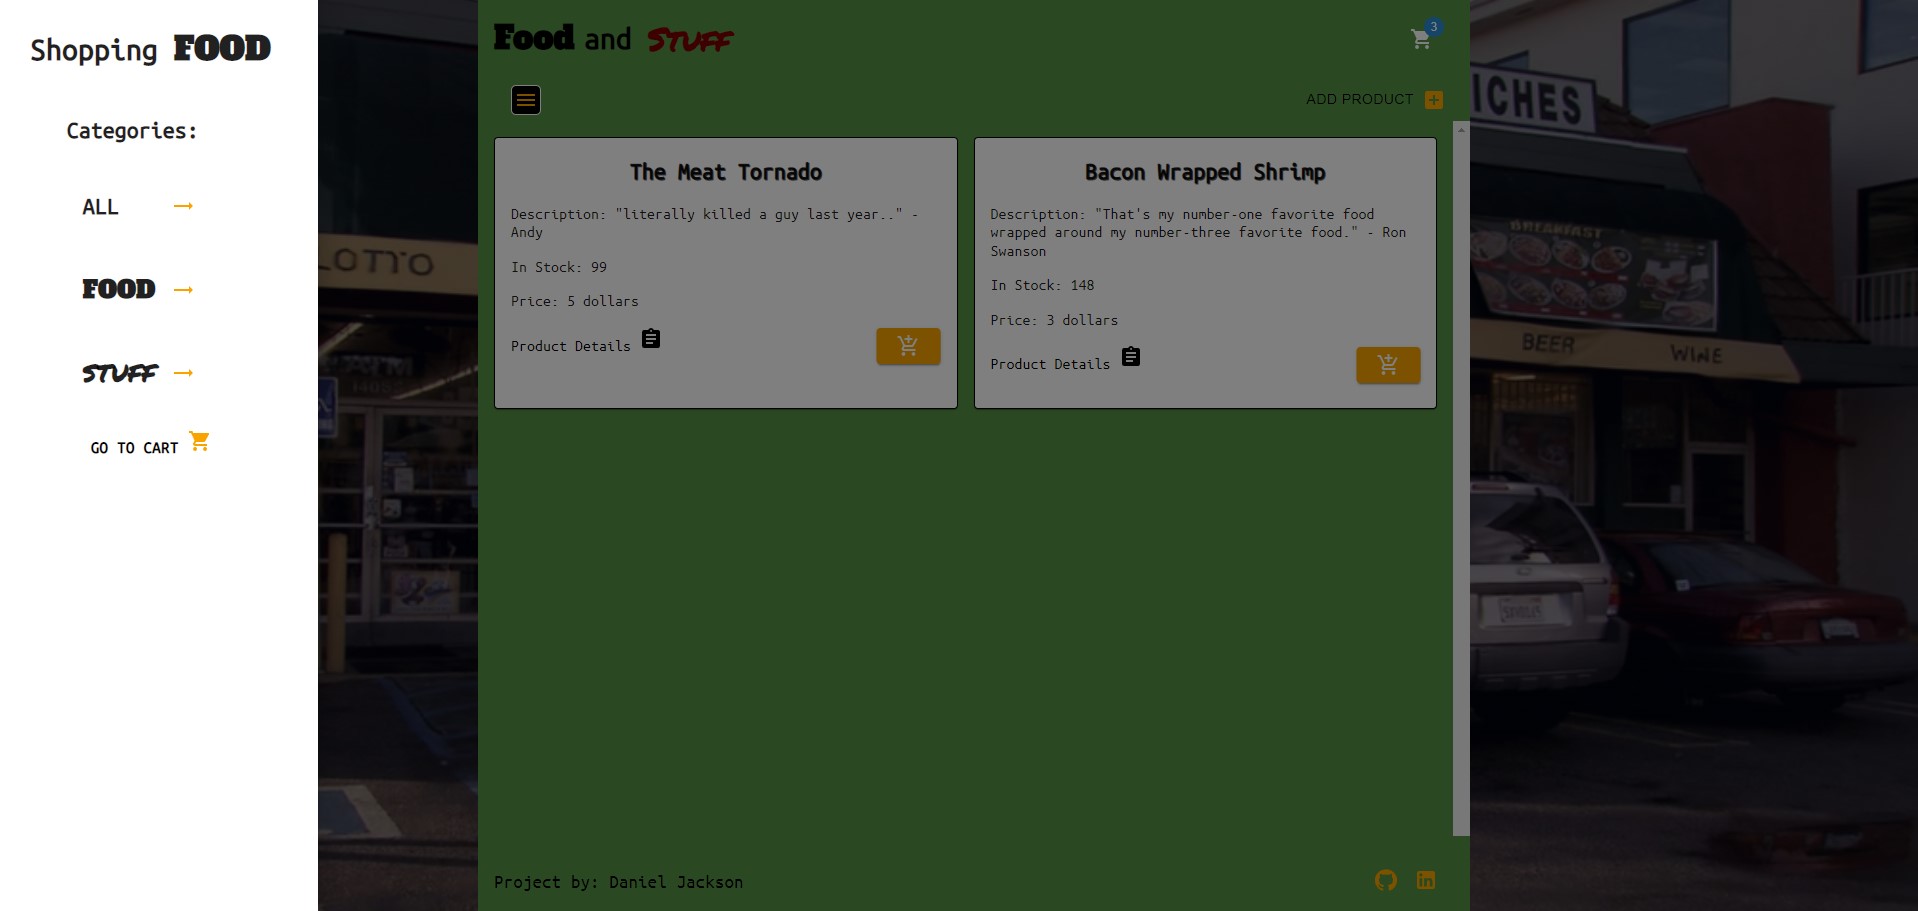 Shopping FOOD
Categories:
ALL
FOOD
STUFF
GO TO CART
Food and STUFF
3
ADD PRODUCT
The Meat Tornado
Description: "literally killed a guy last year.." -
Andy
In Stock: 99
Price: 5 dollars
Product Details
Bacon Wrapped Shrimp
Description: "That's my number-one favorite food
wrapped around my number-three favorite food." - Ron
Swanson
In Stock: 148
Price: 3 dollars
Product Details
Project by: Daniel Jackson
LOTTO
ATM
ICHES
BREAKFAST
BEER
WINE